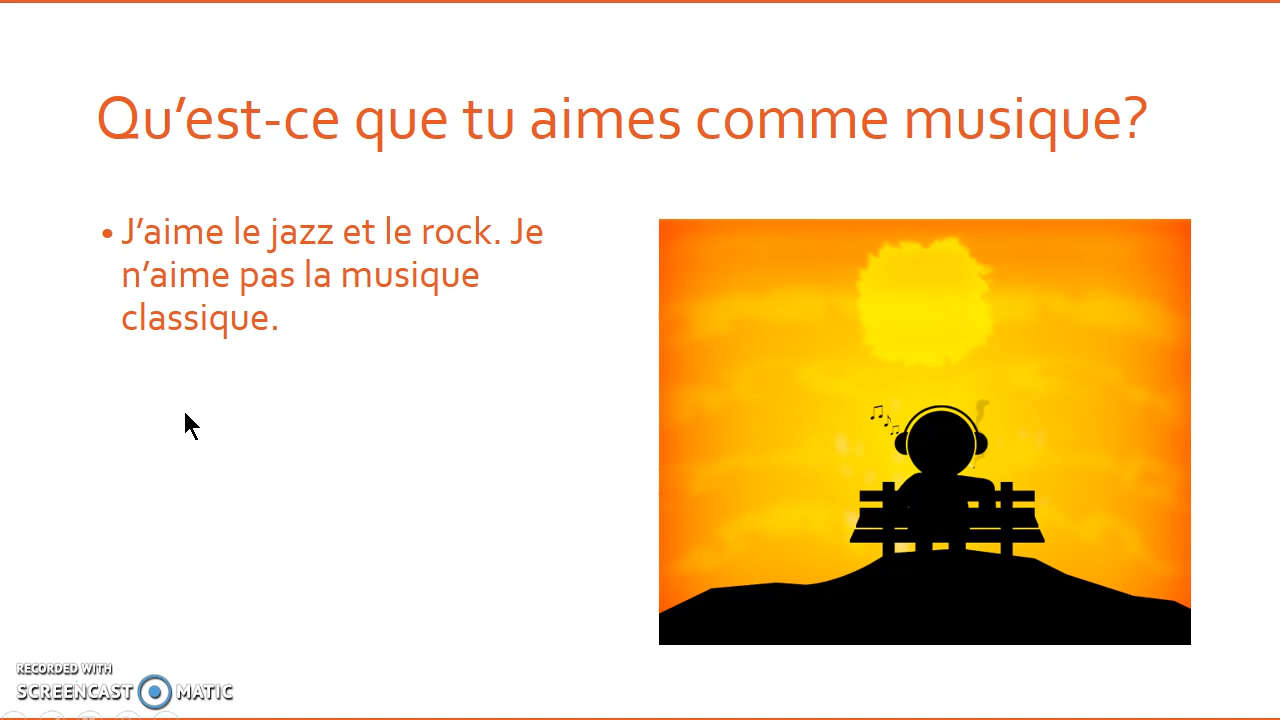 Qu’est-ce que tu aimes comme musique?
• J’aime le jazz et le rock. Je
n’aime pas la musique
classique.
RECORDED WITH
SCREENCAST MATIC